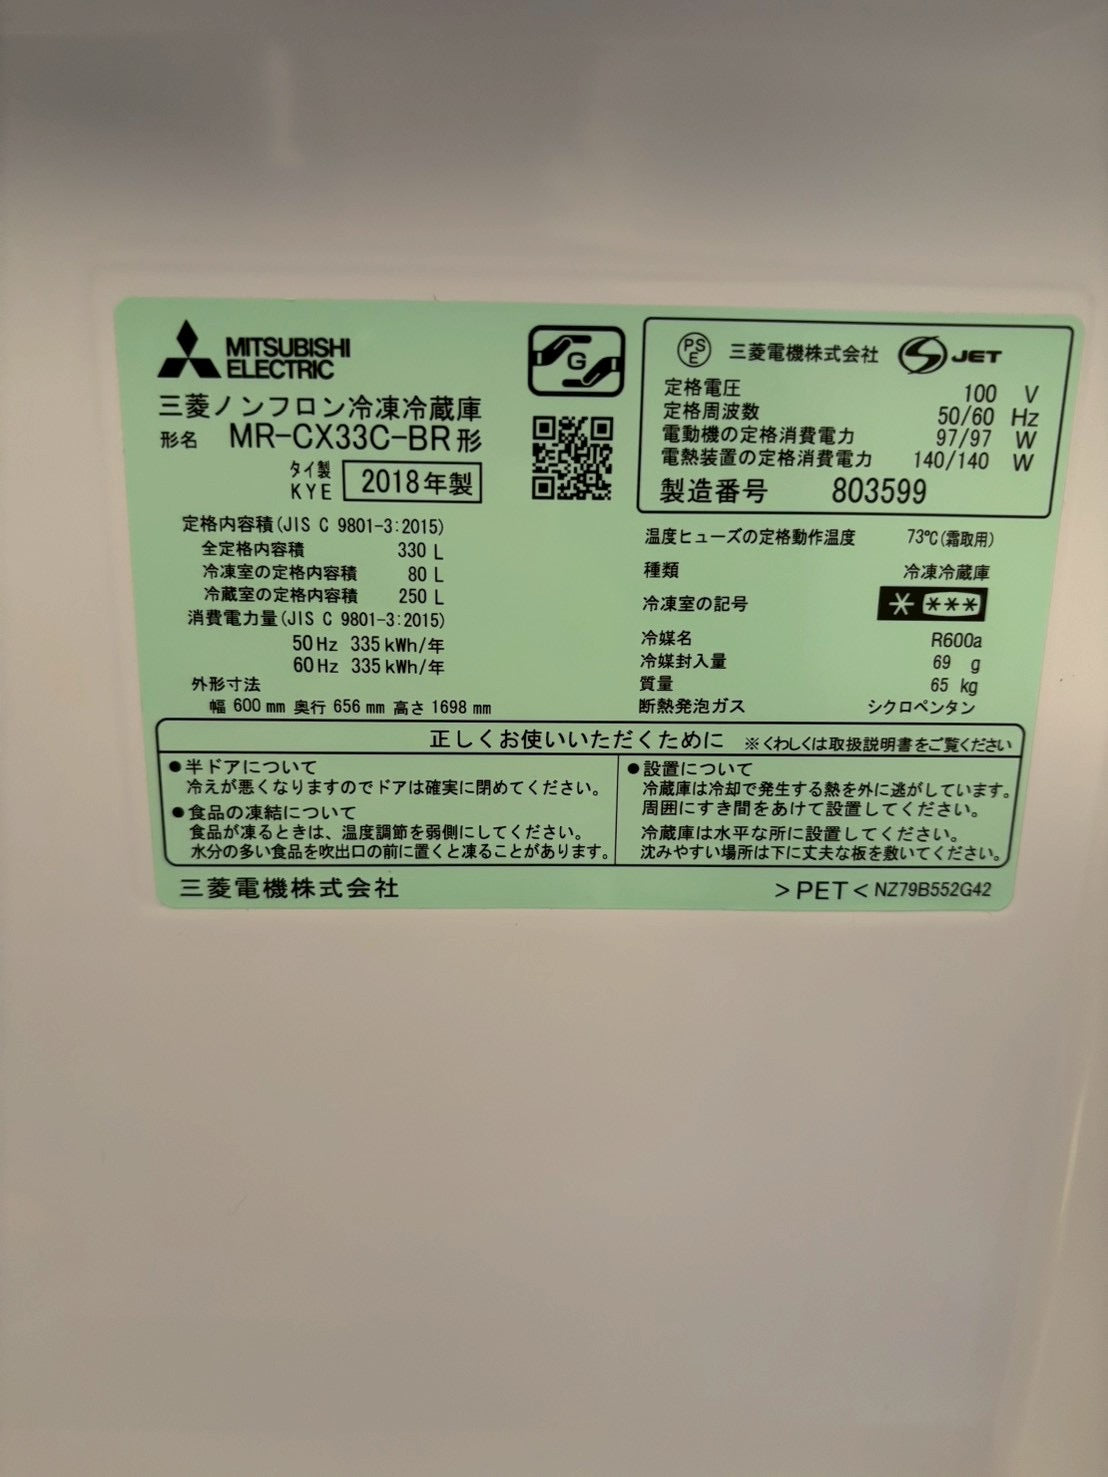 MITSUBISHI
ELECTRIC
三菱ノンフロン冷凍冷蔵庫
形名 MR-CX33C-BR形
タイ製
KYE 2018年製
定格内容積(JIS C 9801-3:2015)
全定格内容積 330 L
冷凍室の定格内容積 80 L
冷蔵室の定格内容積 250 L
消費電力量(JIS C 9801-3:2015)
50Hz 335kWh/年
60Hz 335kWh/年
外形寸法
幅 600 mm 奥行 656 mm 高さ 1698 mm
G
PS
E 三菱電機株式会社 S JET
定格電圧 100 V
定格周波数 50/60 Hz
電動機の定格消費電力 97/97 W
電熱装置の定格消費電力 140/140 W
製造番号 803599
温度ヒューズの定格動作温度 73℃(霜取用)
種類 冷凍冷蔵庫
冷凍室の記号 * ***
冷媒名 R600a
冷媒封入量 69 g
質量 65 kg
断熱発泡ガス シクロペンタン
正しくお使いいただくために ※くわしくは取扱説明書をご覧ください
●半ドアについて
冷えが悪くなりますのでドアは確実に閉めてください。
●食品の凍結について
食品が凍るときは、温度調節を弱側にしてください。
水分の多い食品を吹出口の前に置くと凍ることがあります。
●設置について
冷蔵庫は冷却で発生する熱を外に逃がしています。
周囲にすき間をあけて設置してください。
冷蔵庫は水平な所に設置してください。
沈みやすい場所は下に丈夫な板を敷いてください。
三菱電機株式会社
>PET< NZ79B552G42